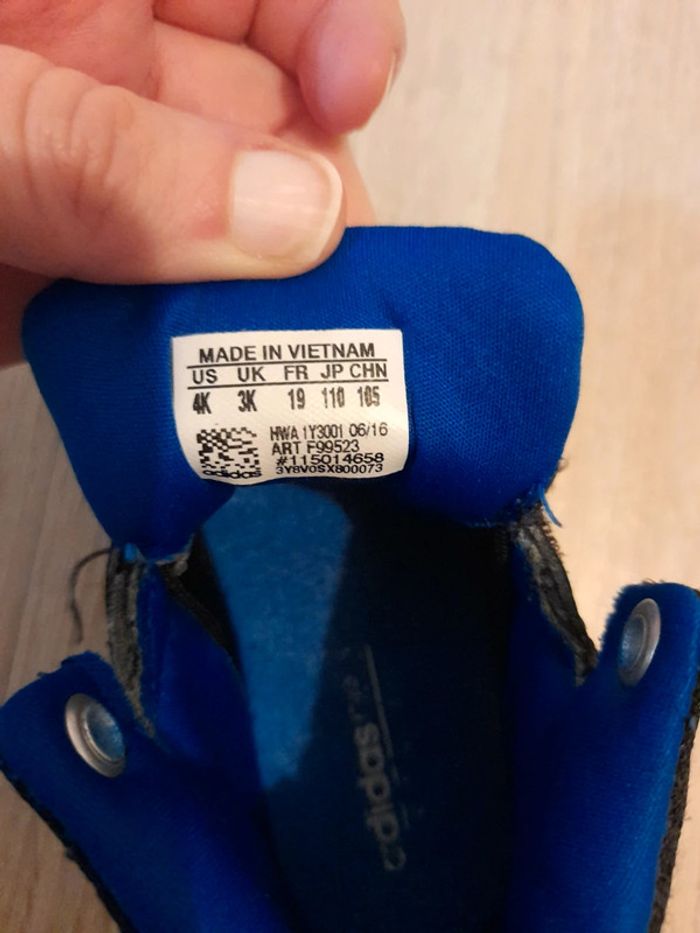 MADE IN VIETNAM
US UK FR JP CHN
4K 3K 19 110 105
HWA 1Y3001 06/16
ART F99523
#115014658
adidas 3Y8V0SX800073
adidas